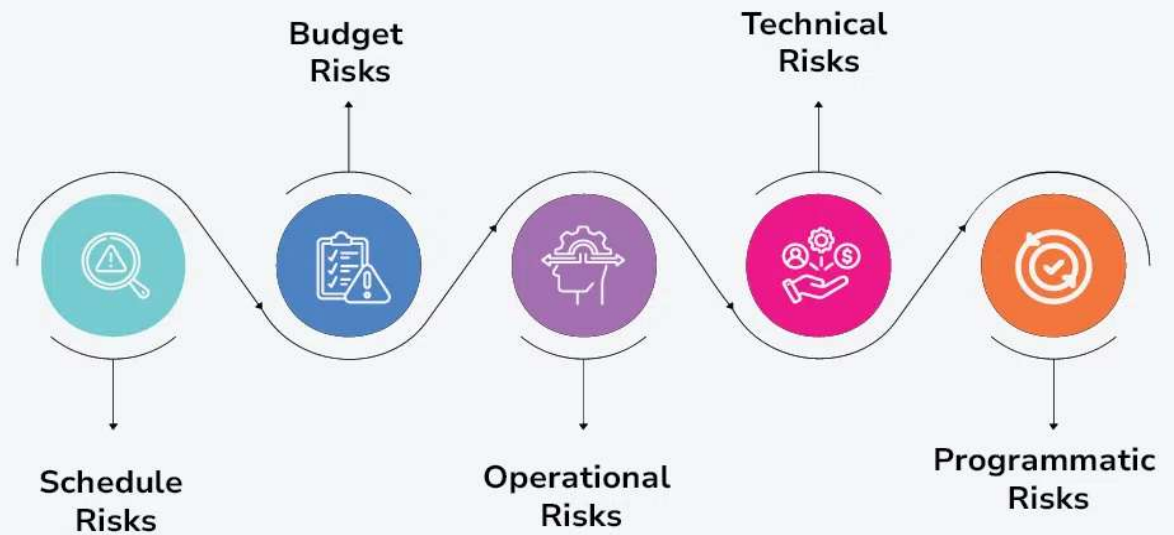 Budget
Risks
Technical
Risks
Schedule
Risks
Operational
Risks
Programmatic
Risks
$